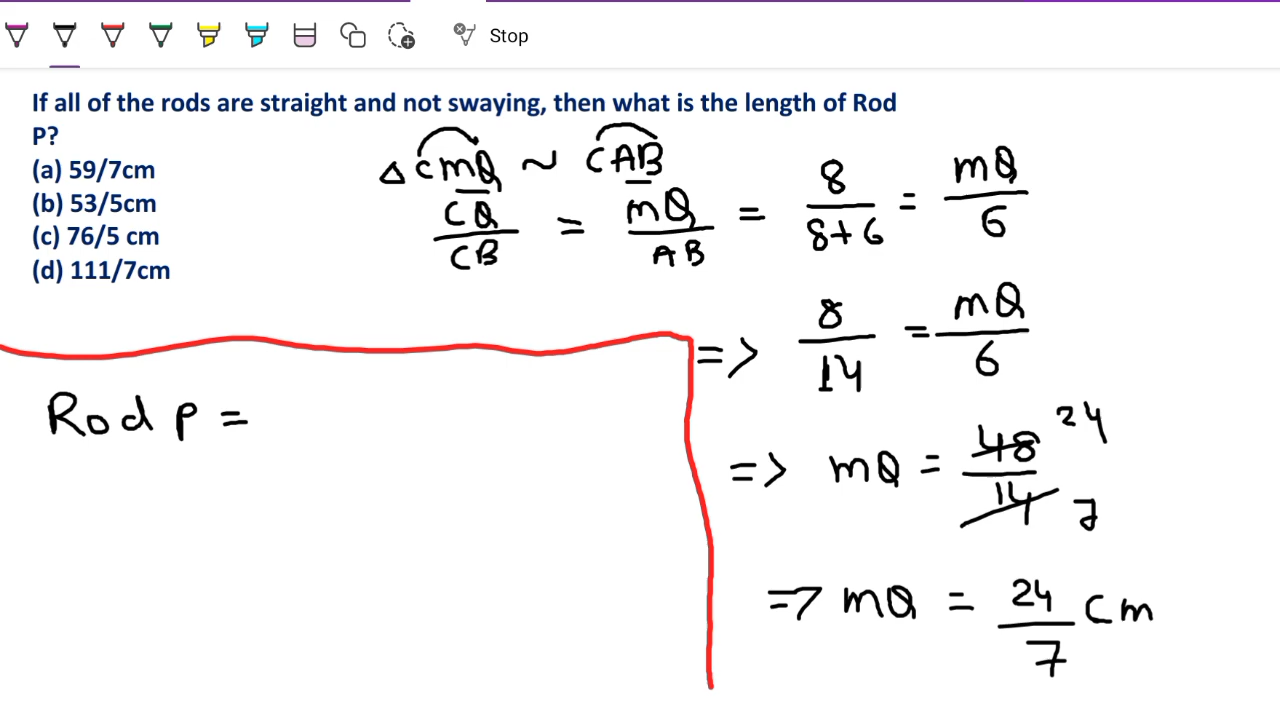 Stop
If all of the rods are straight and not swaying, then what is the length of Rod
P?
(a) 59/7cm
(b) 53/5cm
(c) 76/5 cm
(d) 111/7cm
△ CMQ ~ CAB
CQ/CB = MQ/AB = 8/8+6 = MQ/6
=> 8/14 = MQ/6
=> MQ = 48/14 24/7
=> MQ = 24/7 cm
Rod P =